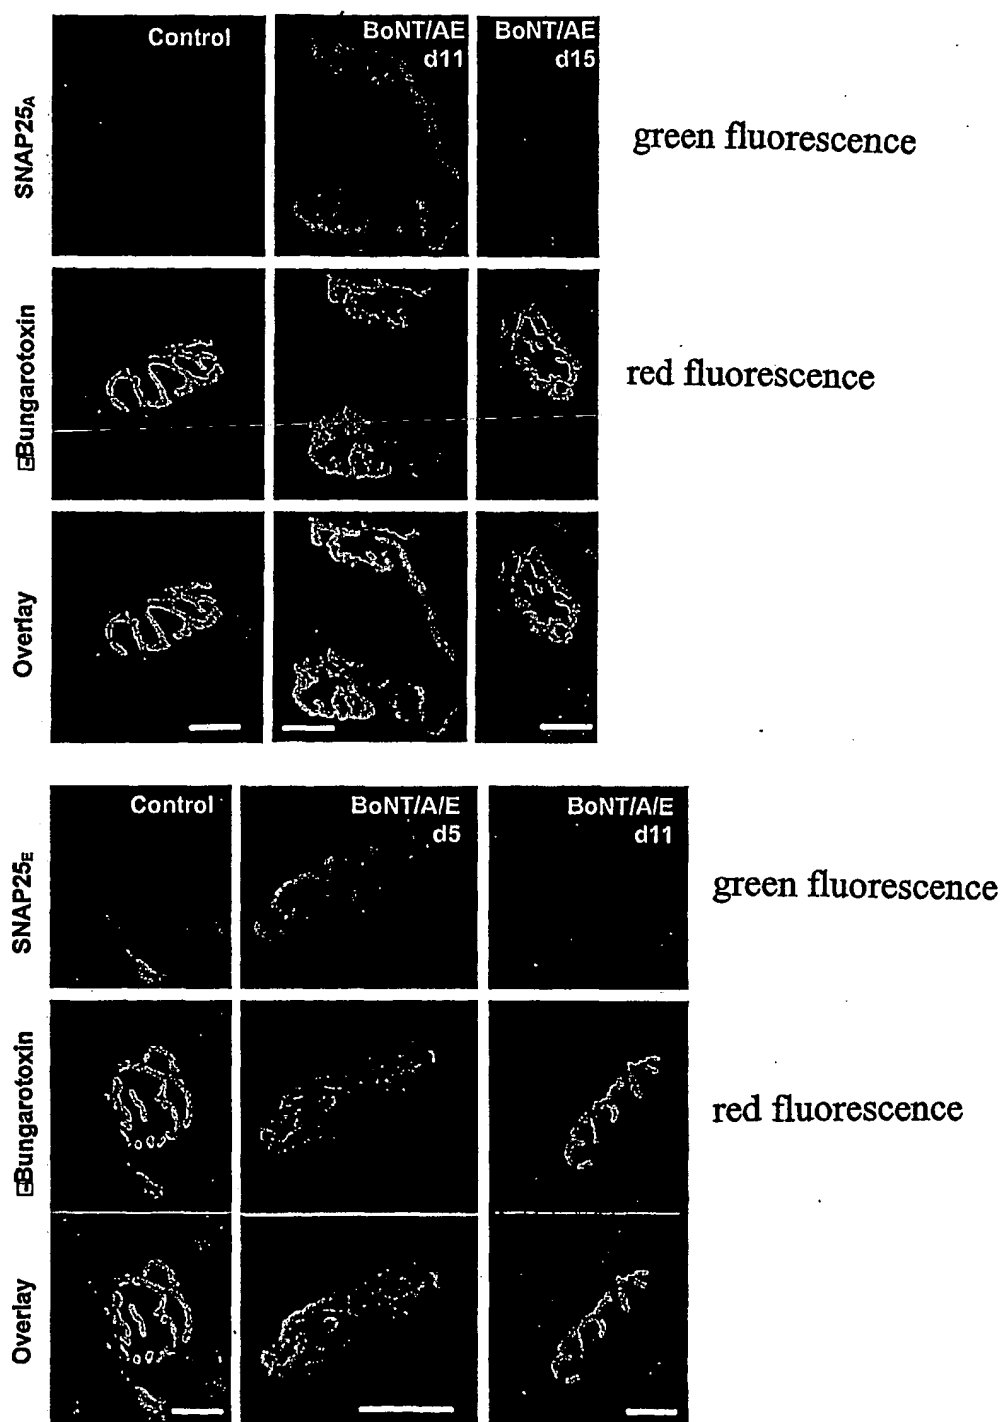 Control
BoNT/AE
d11
BoNT/AE
d15
SNAP25A
green fluorescence
Bungarotoxin
red fluorescence
Overlay
Control
BoNT/A/E
d5
BoNT/A/E
d11
SNAP25E
green fluorescence
Bungarotoxin
red fluorescence
Overlay